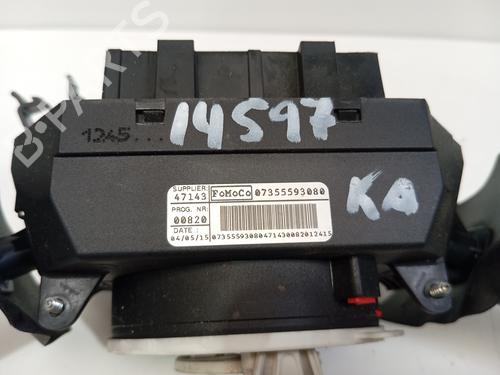 B-PARTS
14597
1245...
KA
SUPPLIER: FoMoCo 07355593080
47143
PROG. NR:
00820
DATE :
04/05/15 07355593080471430082012415